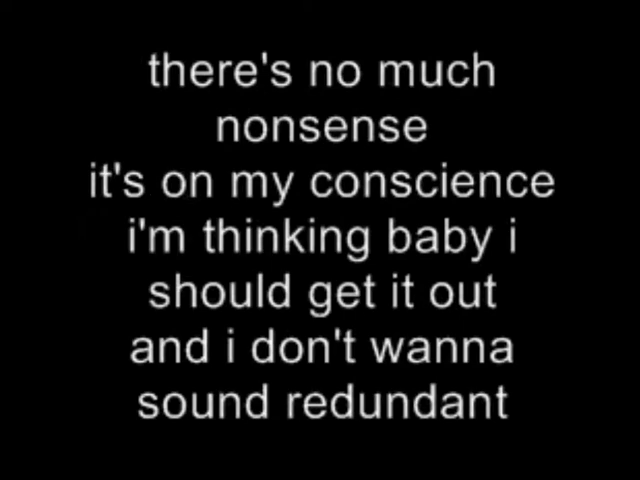 there's no much
nonsense
it's on my conscience
i'm thinking baby i
should get it out
and i don't wanna
sound redundant